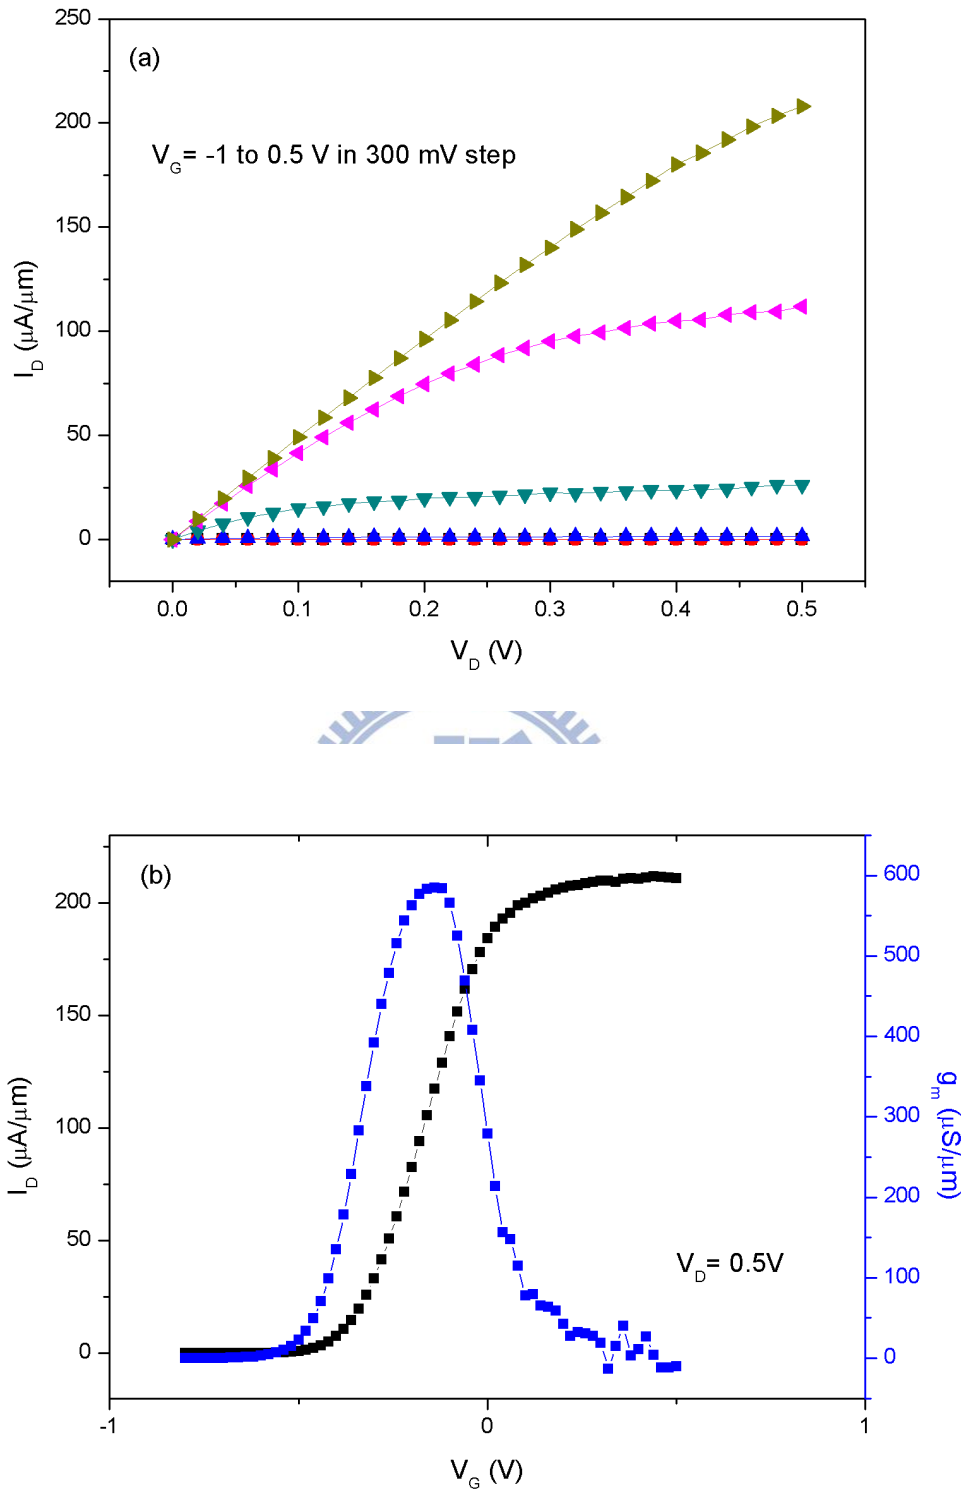 250
(a)
200
V_G= -1 to 0.5 V in 300 mV step
150
I_D (μA/μm)
100
50
0
0.0 0.1 0.2 0.3 0.4 0.5
V_D (V)
(b)
600
200
500
150
400
I_D (μA/μm)
g_m (μS/μm)
300
100
200
50
V_D= 0.5V
100
0
0
-1 0 1
V_G (V)